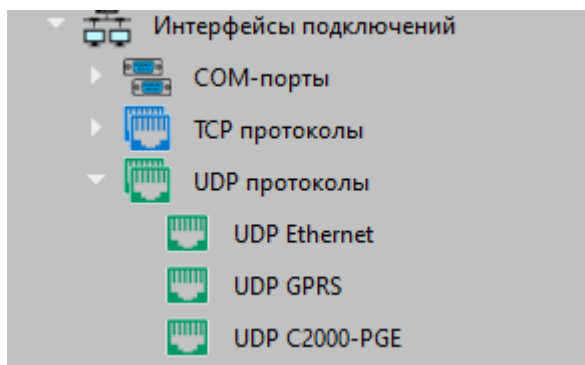 Интерфейсы подключений
COM-порты
TCP протоколы
UDP протоколы
UDP Ethernet
UDP GPRS
UDP C2000-PGE